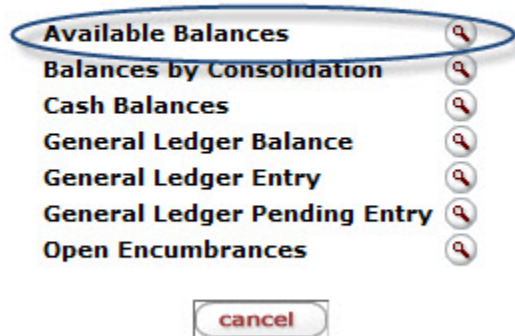 Available Balances
Balances by Consolidation
Cash Balances
General Ledger Balance
General Ledger Entry
General Ledger Pending Entry
Open Encumbrances
cancel